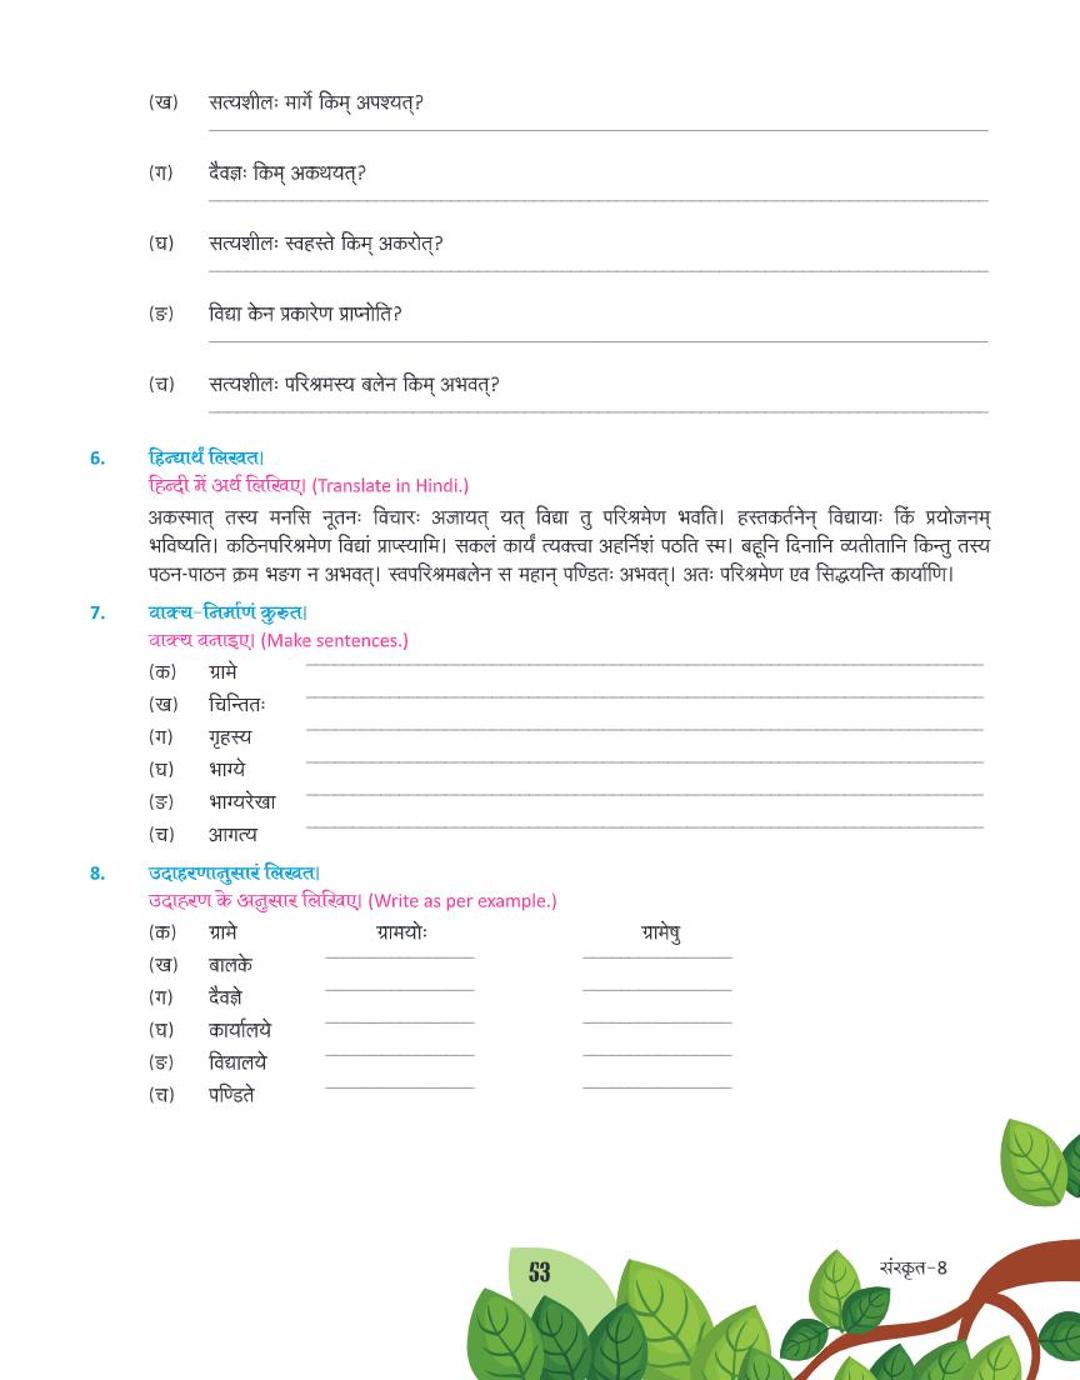 (ख) सत्यशीलः मार्गे किम् अपश्यत्?
(ग) दैवज्ञः किम् अकथयत्?
(घ) सत्यशीलः स्वहस्ते किम् अकरोत्?
(ङ) विद्या केन प्रकारेण प्राप्नोति?
(च) सत्यशीलः परिश्रमस्य बलेन किम् अभवत्?
6. हिन्द्यार्थं लिखत।
हिन्दी में अर्थ लिखिए। (Translate in Hindi.)
अकस्मात् तस्य मनसि नूतनः विचारः अजायत् यत् विद्या तु परिश्रमेण भवति। हस्तकर्तनेन् विद्यायाः किं प्रयोजनम्
भविष्यति। कठिनपरिश्रमेण विद्यां प्राप्स्यामि। सकलं कार्यं त्यक्त्वा अहर्निशं पठति स्म। बहूनि दिनानि व्यतीतानि किन्तु तस्य
पठन-पाठन क्रम भङग न अभवत्। स्वपरिश्रमबलेन स महान् पण्डितः अभवत्। अतः परिश्रमेण एव सिद्धयन्ति कार्याणि।
7. वाक्य-निर्माणं कुरुत।
वाक्य बनाइए। (Make sentences.)
(क) ग्रामे
(ख) चिन्तितः
(ग) गृहस्य
(घ) भाग्ये
(ङ) भाग्यरेखा
(च) आगत्य
8. उदाहरणानुसारं लिखत।
उदाहरण के अनुसार लिखिए। (Write as per example.)
(क) ग्रामे ग्रामयोः ग्रामेषु
(ख) बालके
(ग) दैवज्ञे
(घ) कार्यालये
(ङ) विद्यालये
(च) पण्डिते
53
संस्कृत-8